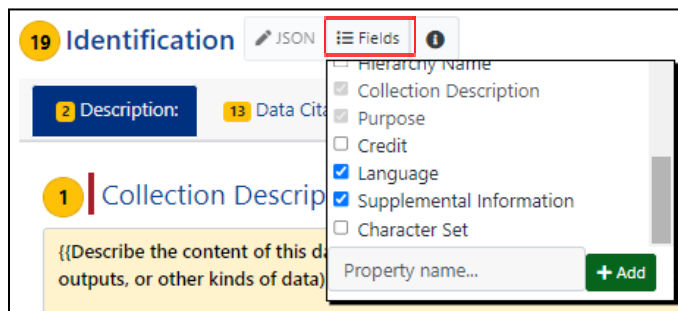 19 Identification JSON Fields
Hierarchy Name
Collection Description
2 Description: 13 Data Cita
Purpose
Credit
Language
1 Collection Descrip
Supplemental Information
Character Set
{{Describe the content of this da
outputs, or other kinds of data)
Property name... + Add